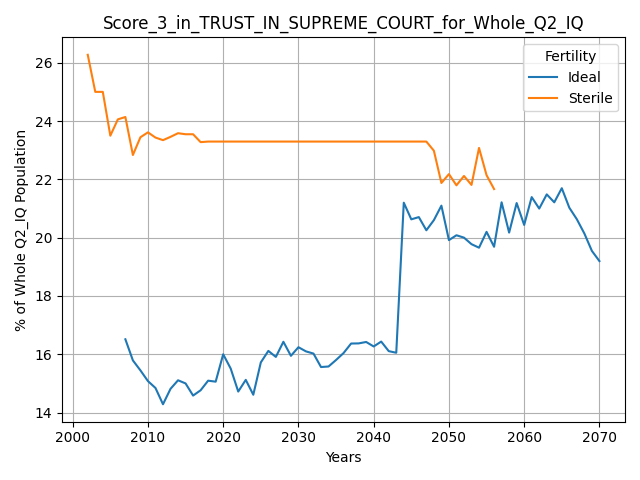 Score_3_in_TRUST_IN_SUPREME_COURT_for_Whole_Q2_IQ
Fertility
Ideal
Sterile
% of Whole Q2_IQ Population
26
24
22
20
18
16
14
2000
2010
2020
2030
2040
2050
2060
2070
Years